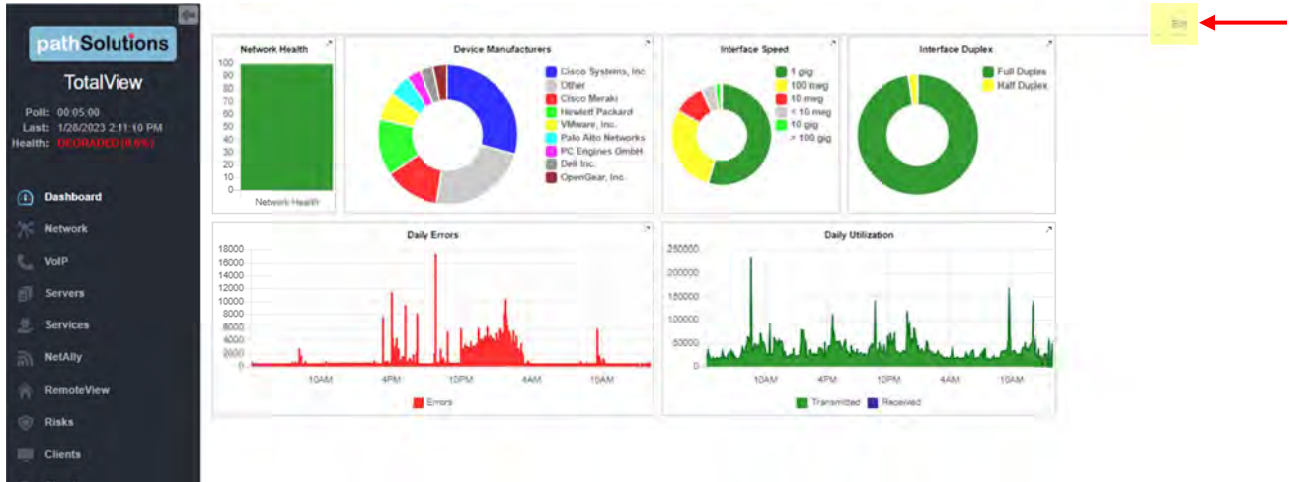 pathSolutions
TotalView
Poll: 00:05:00
Last: 1/28/2023 2:11:10 PM
Health: DEGRADED
Dashboard
Network
VoIP
Servers
Services
NetAlly
RemoteView
Risks
Clients
Network Health
100
90
80
70
60
50
40
30
20
10
0
Network Health
Device Manufacturers
Cisco Systems, Inc
Other
Cisco Meraki
Hewlett Packard
VMware, Inc.
Palo Alto Networks
PC Engines GmbH
Dell Inc.
OpenGear, Inc.
Interface Speed
1 gig
100 meg
10 meg
< 10 meg
10 gig
> 100 gig
Interface Duplex
Full Duplex
Half Duplex
Daily Errors
18000
16000
14000
12000
10000
8000
6000
4000
2000
0
10AM 4PM 10PM 4AM 10AM
Errors
Daily Utilization
250000
200000
150000
100000
50000
0
10AM 4PM 10PM 4AM 10AM
Transmitted Received